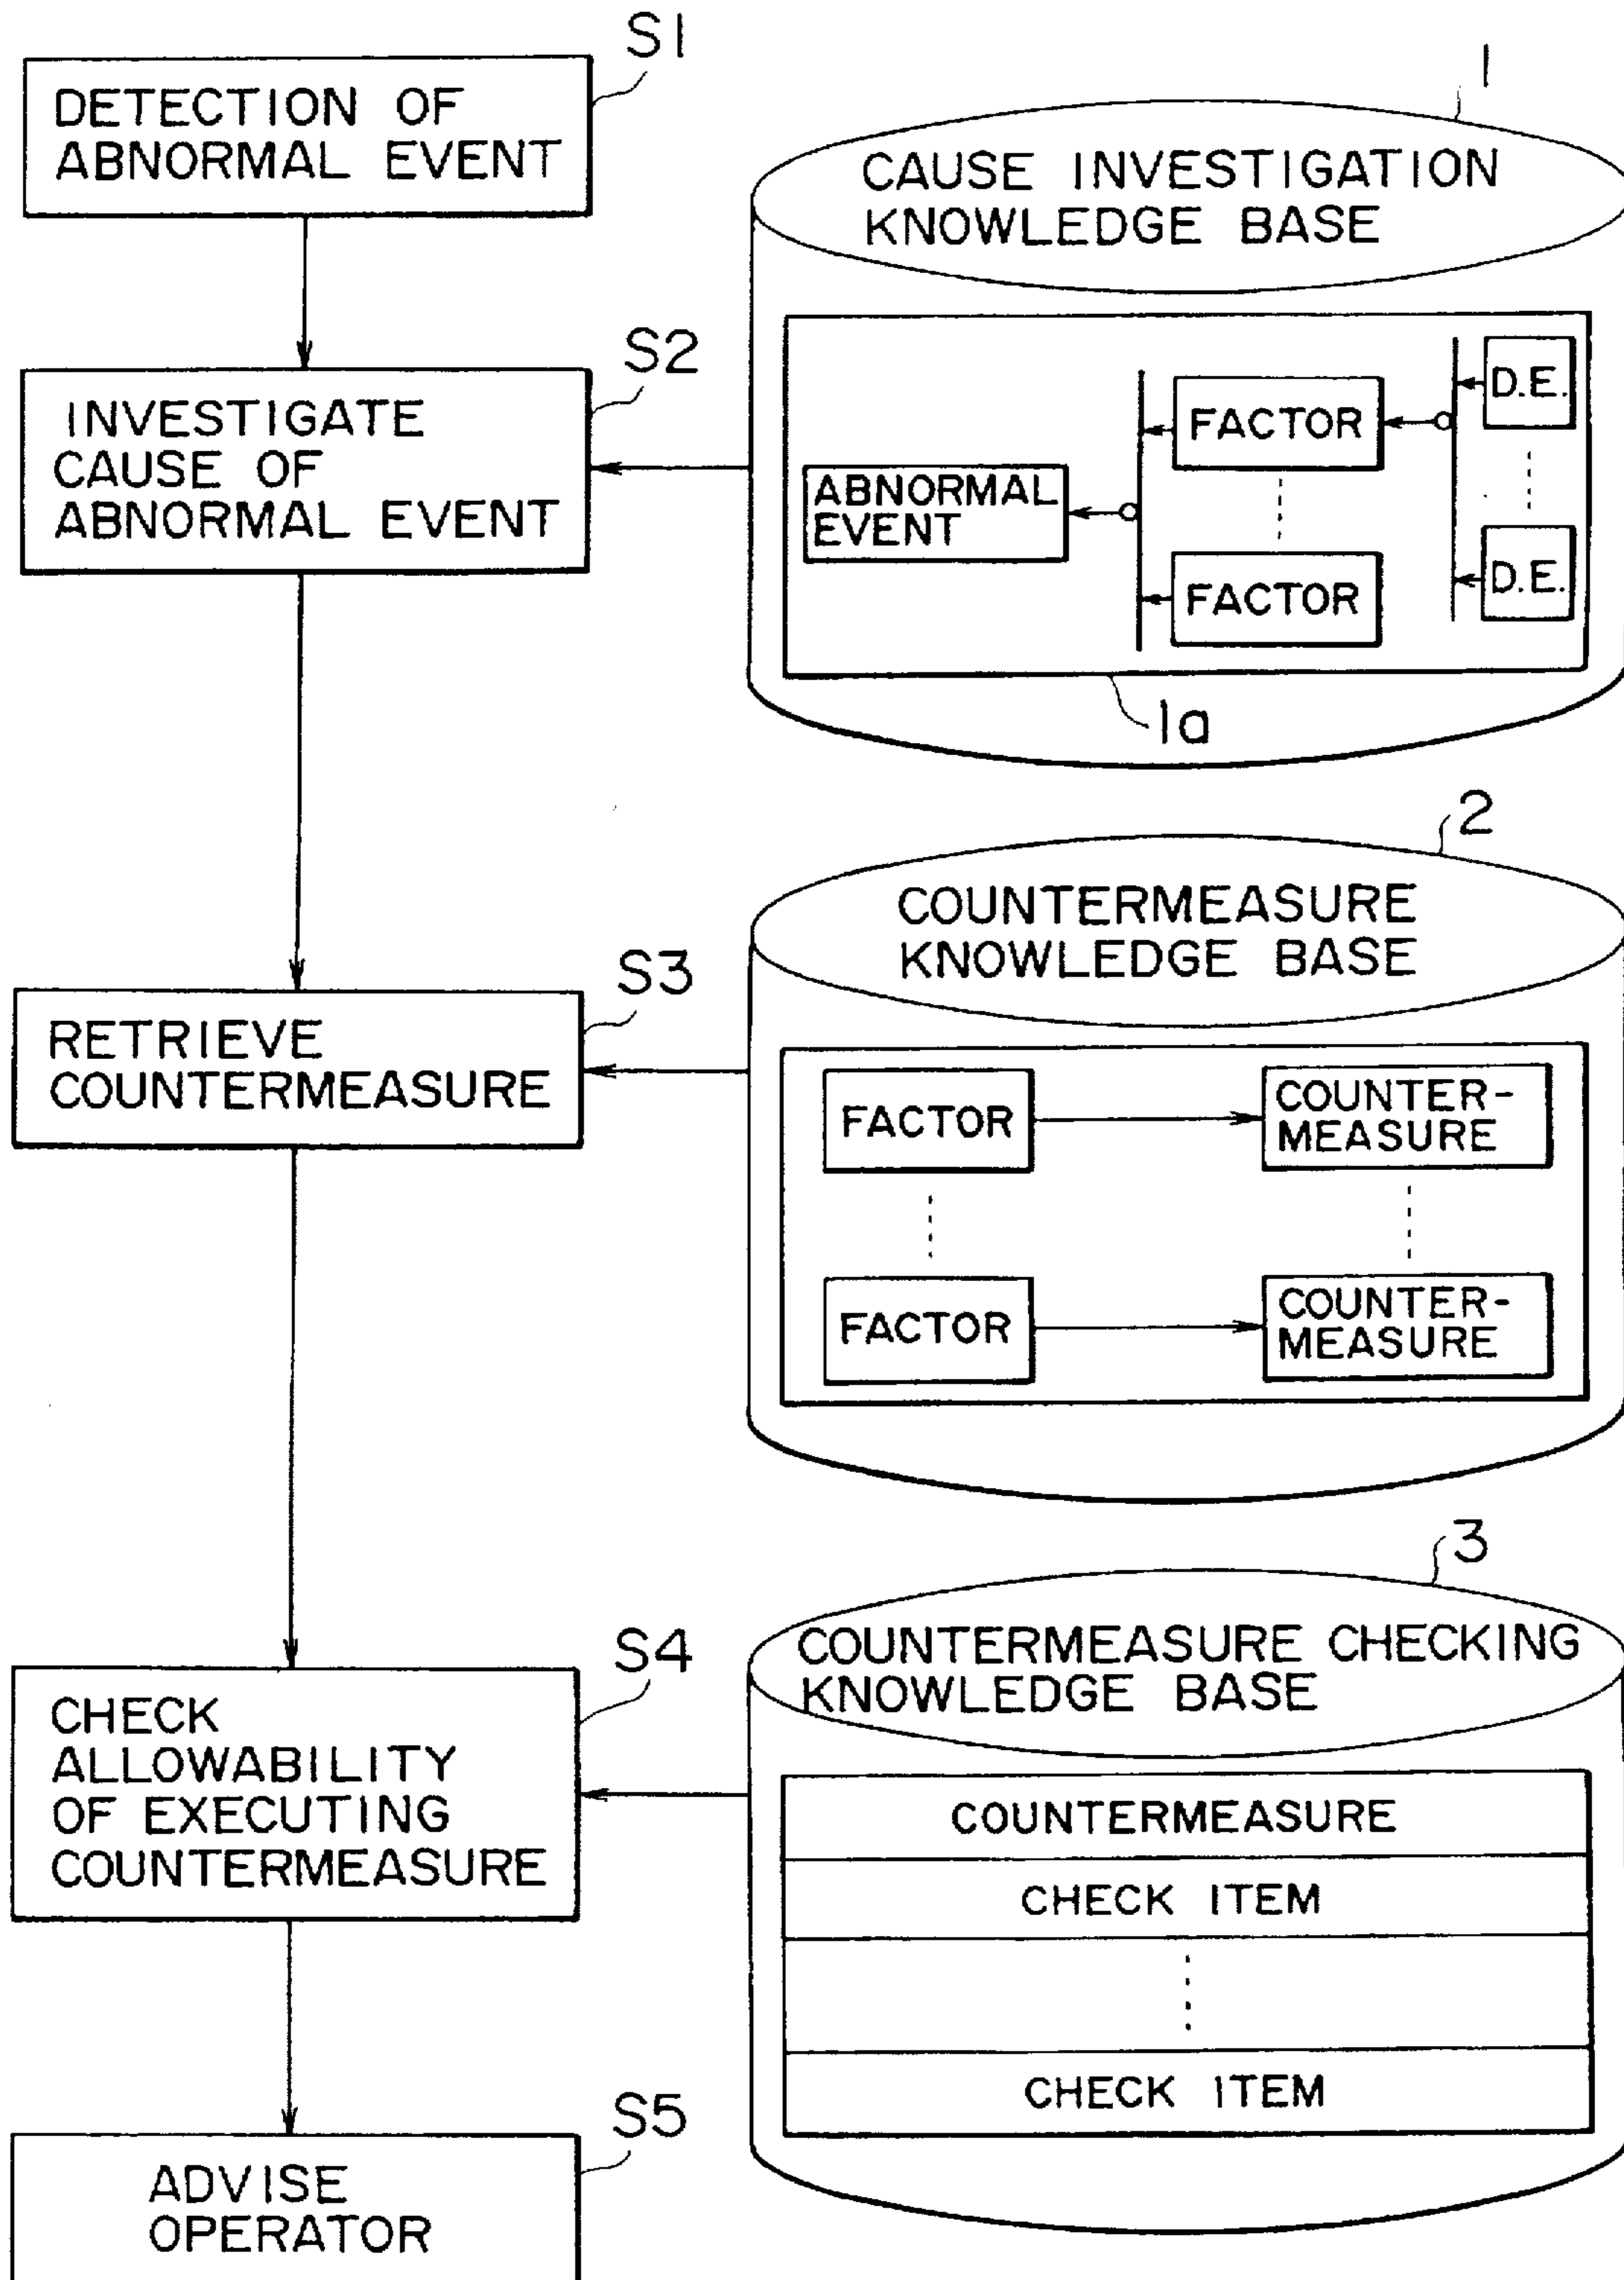 S1
DETECTION OF
ABNORMAL EVENT
1
CAUSE INVESTIGATION
KNOWLEDGE BASE
S2
INVESTIGATE
CAUSE OF
ABNORMAL EVENT
D.E.
FACTOR
ABNORMAL
EVENT
D.E.
FACTOR
1a
2
COUNTERMEASURE
KNOWLEDGE BASE
S3
RETRIEVE
COUNTERMEASURE
FACTOR
COUNTER-
MEASURE
FACTOR
COUNTER-
MEASURE
3
COUNTERMEASURE CHECKING
KNOWLEDGE BASE
S4
CHECK
ALLOWABILITY
OF EXECUTING
COUNTERMEASURE
COUNTERMEASURE
CHECK ITEM
CHECK ITEM
S5
ADVISE
OPERATOR